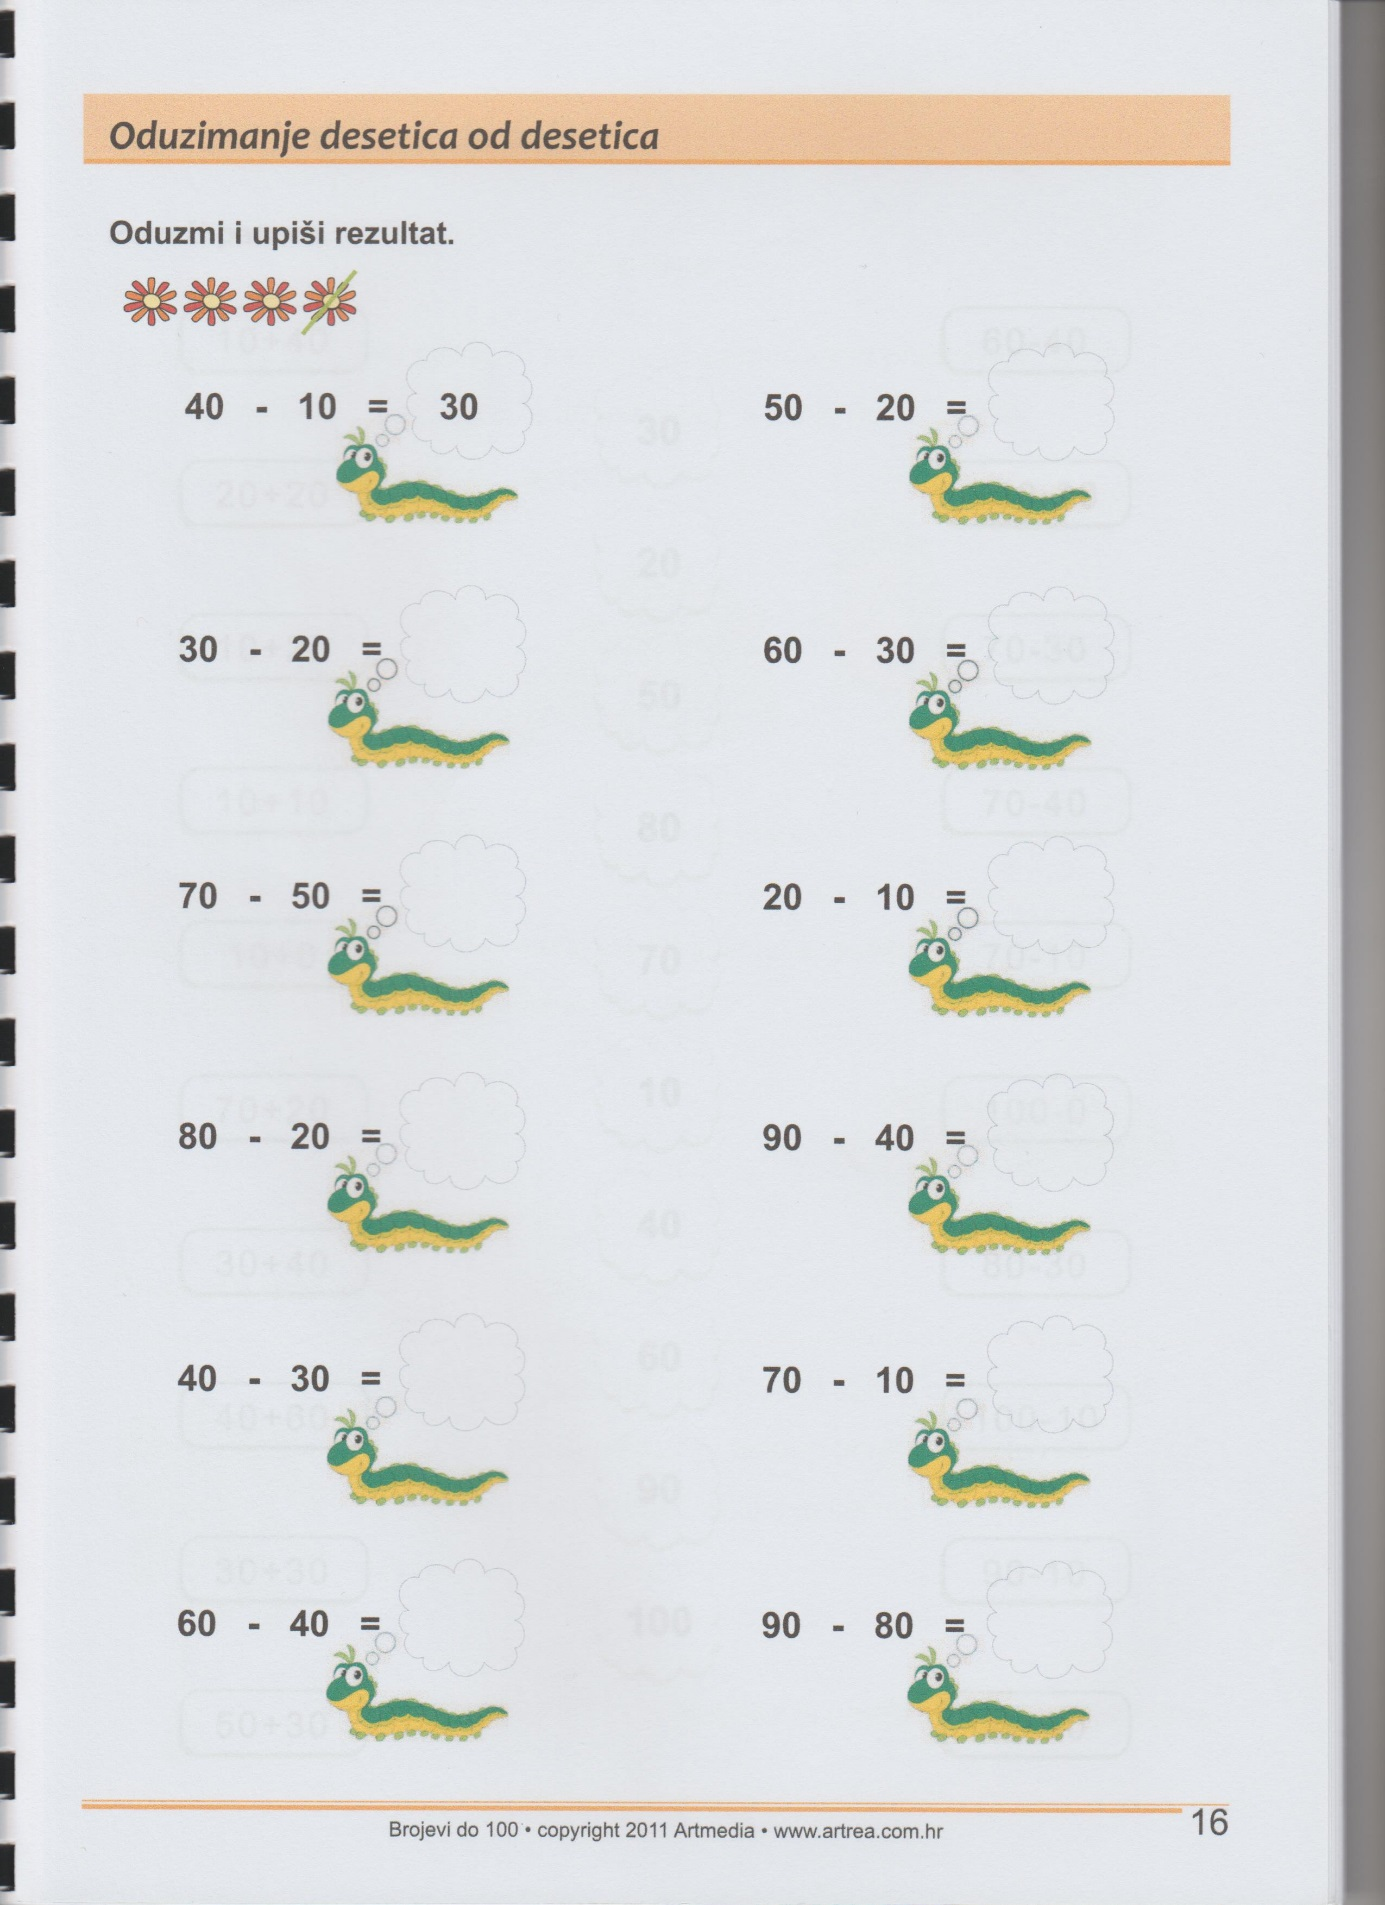 Oduzimanje desetica od desetica
Oduzmi i upiši rezultat.
40 - 10 = 30
50 - 20 =
30 - 20 =
60 - 30 =
70 - 50 =
20 - 10 =
80 - 20 =
90 - 40 =
40 - 30 =
70 - 10 =
60 - 40 =
90 - 80 =
Brojevi do 100 • copyright 2011 Artmedia • www.artrea.com.hr
16